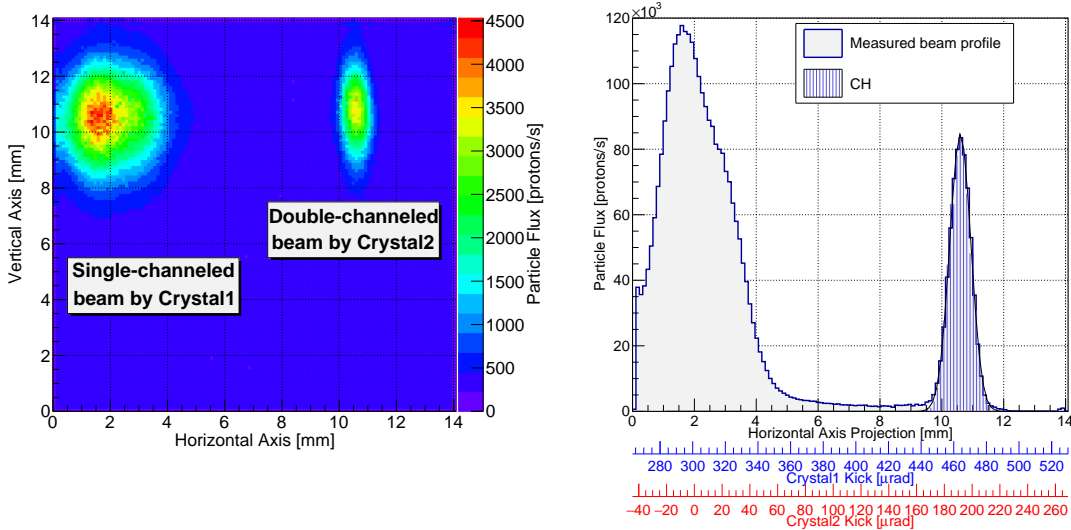 14
12
10
8
6
4
2
0
Vertical Axis [mm]
0 2 4 6 8 10 12 14
Horizontal Axis [mm]
Double-channeled
beam by Crystal2
Single-channeled
beam by Crystal1
4500
4000
3500
3000
2500
2000
1500
1000
500
0
Particle Flux [protons/s]
×10³
120
100
80
60
40
20
0
Particle Flux [protons/s]
Measured beam profile
CH
0 2 4 6 8 10 12 14
Horizontal Axis Projection [mm]
280 300 320 340 360 380 400 420 440 460 480 500 520
Crystal1 Kick [μrad]
−40 −20 0 20 40 60 80 100 120 140 160 180 200 220 240 260
Crystal2 Kick [μrad]